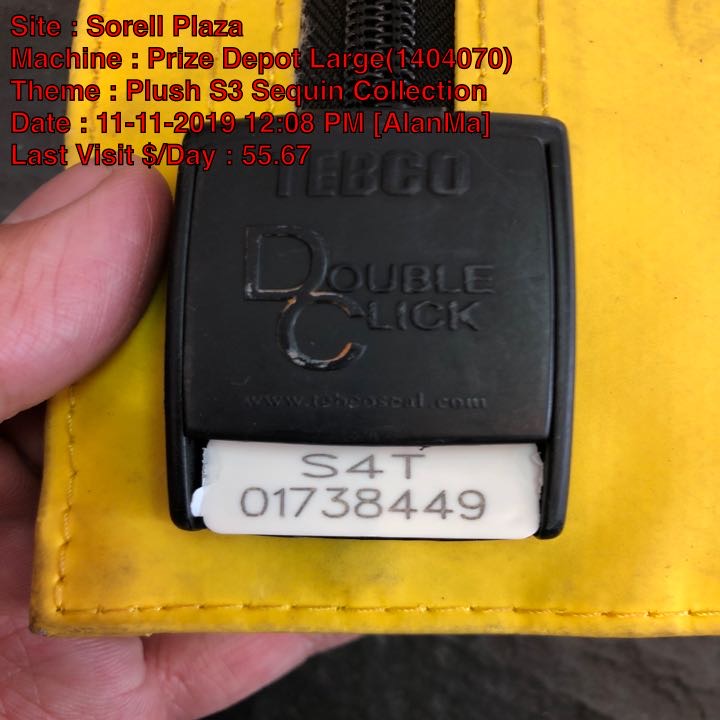 Site : Sorell Plaza
Machine : Prize Depot Large(1404070)
Theme : Plush S3 Sequin Collection
Date : 11-11-2019 12:08 PM [AlanMa]
Last Visit $/Day : 55.67
TEBCO
DOUBLE
CLICK
www.tebcoseal.com
S4T
01738449